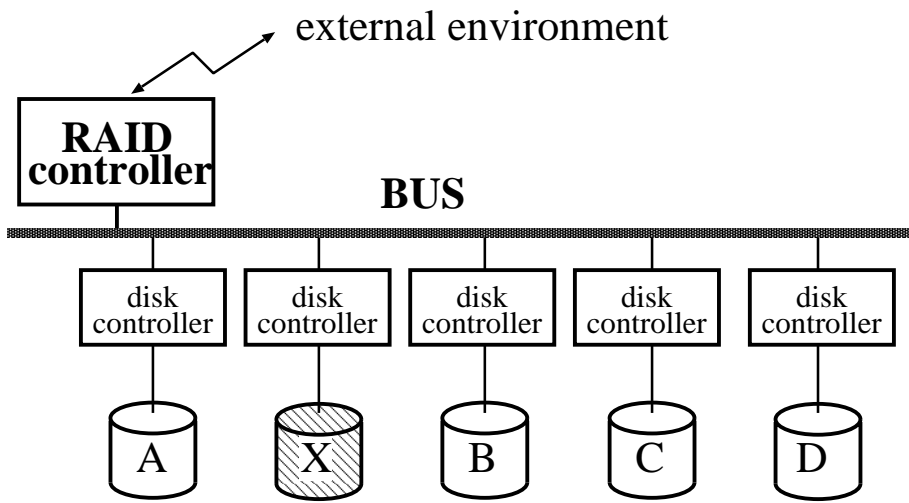 external environment
RAID
controller
BUS
disk
controller
disk
controller
disk
controller
disk
controller
disk
controller
A
X
B
C
D